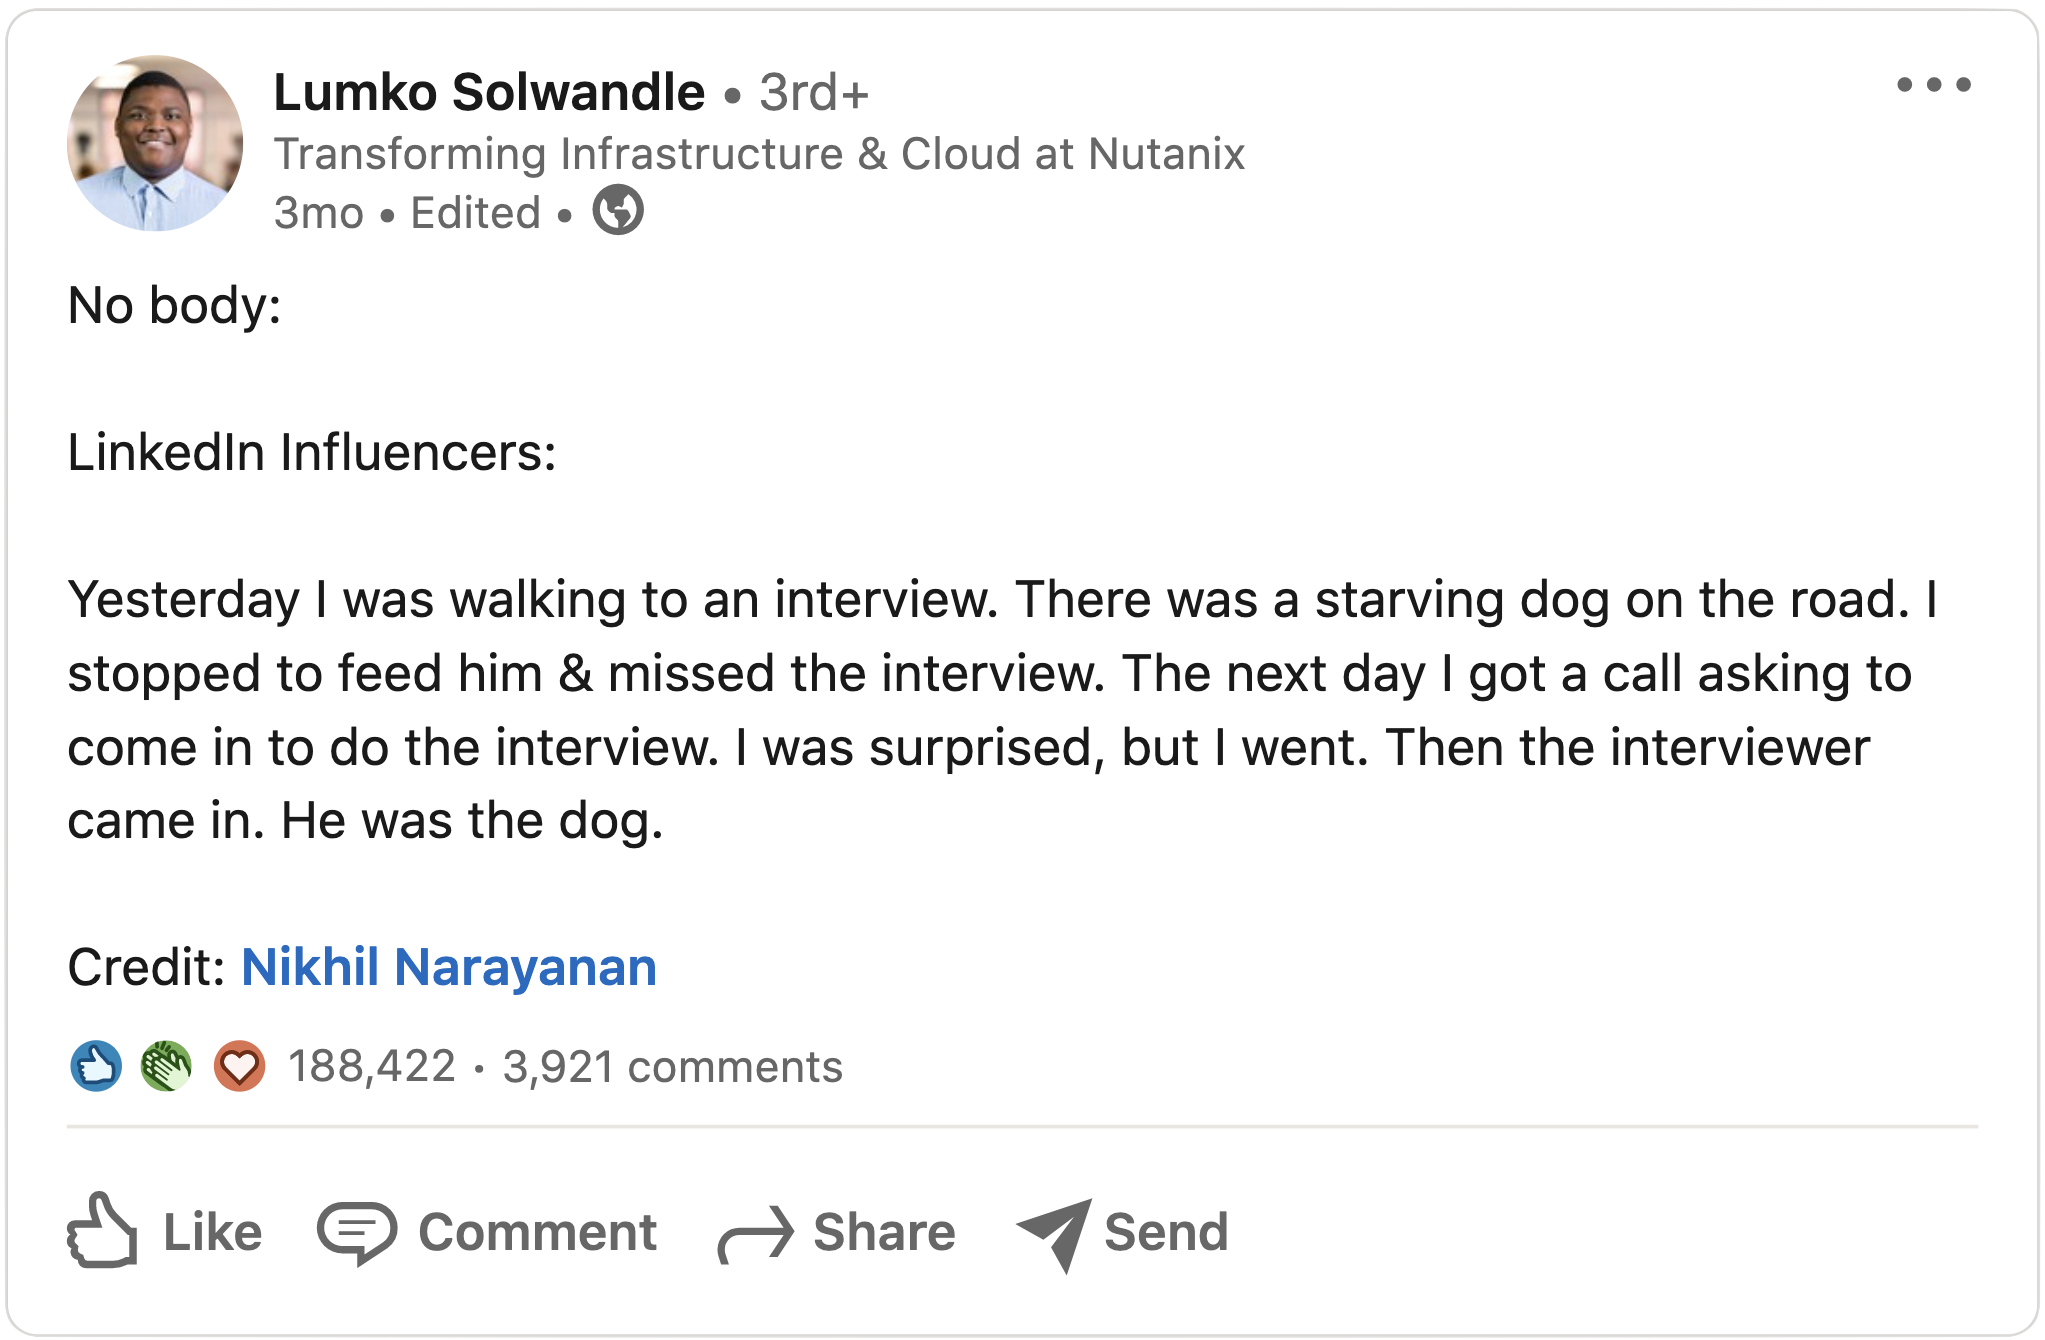 Lumko Solwandle • 3rd+
Transforming Infrastructure & Cloud at Nutanix
3mo • Edited •
No body:
LinkedIn Influencers:
Yesterday I was walking to an interview. There was a starving dog on the road. I
stopped to feed him & missed the interview. The next day I got a call asking to
come in to do the interview. I was surprised, but I went. Then the interviewer
came in. He was the dog.
Credit: Nikhil Narayanan
188,422 · 3,921 comments
Like Comment Share Send